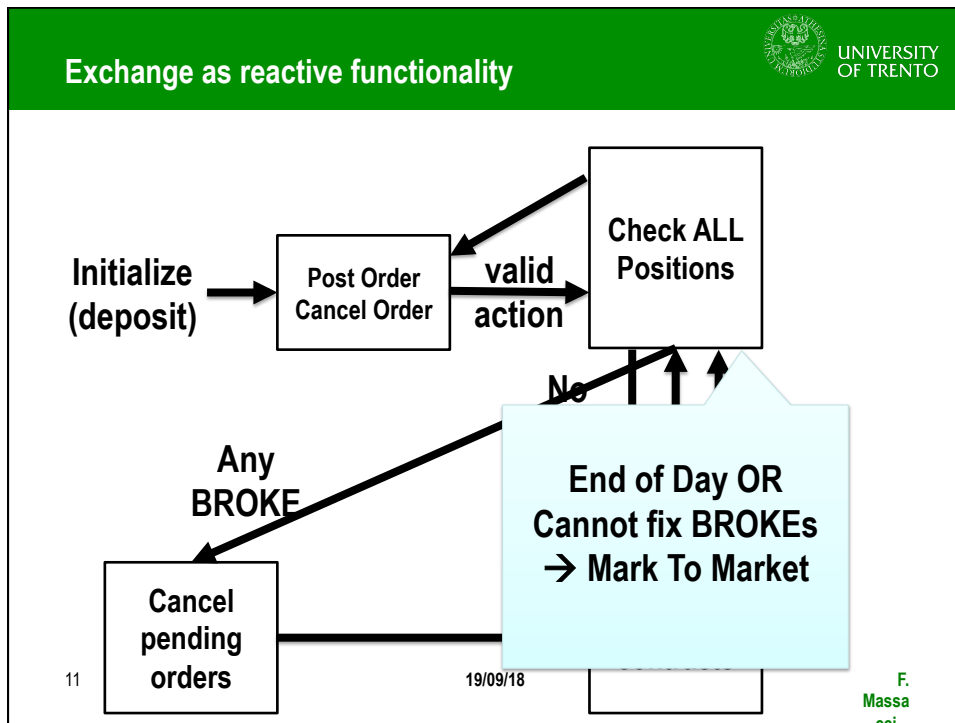 Exchange as reactive functionality
UNIVERSITY
OF TRENTO
Initialize
(deposit)
Post Order
Cancel Order
valid
action
Check ALL
Positions
No
Any
BROKE
End of Day OR
Cannot fix BROKEs
→ Mark To Market
Cancel
pending
orders
11
19/09/18
F.
Massa